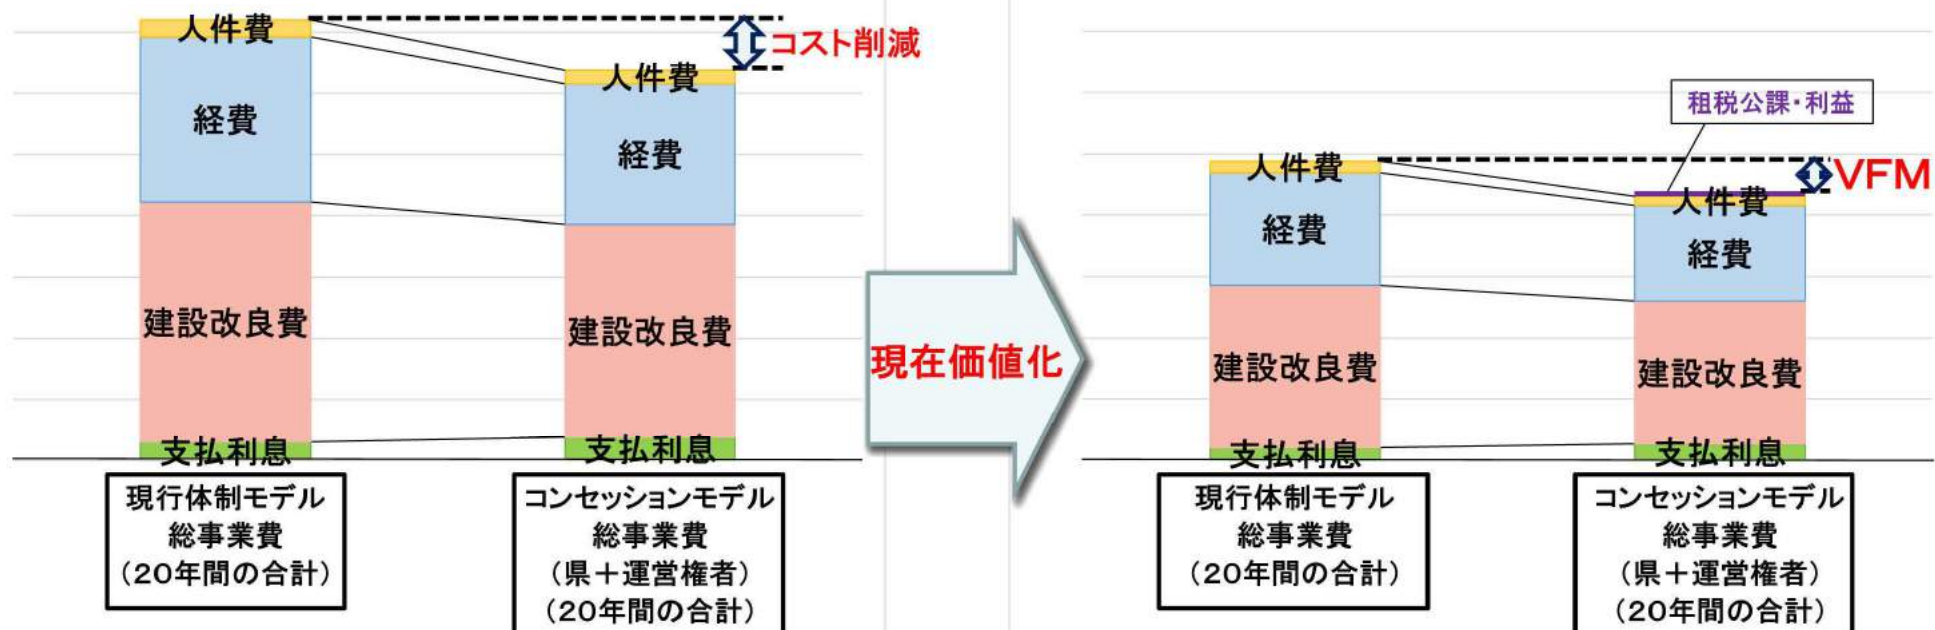 人件費
経費
建設改良費
支払利息
現行体制モデル
総事業費
(20年間の合計)
コスト削減
人件費
経費
建設改良費
支払利息
コンセッションモデル
総事業費
(県＋運営権者)
(20年間の合計)
現在価値化
人件費
経費
建設改良費
支払利息
現行体制モデル
総事業費
(20年間の合計)
租税公課・利益
VFM
人件費
経費
建設改良費
支払利息
コンセッションモデル
総事業費
(県＋運営権者)
(20年間の合計)